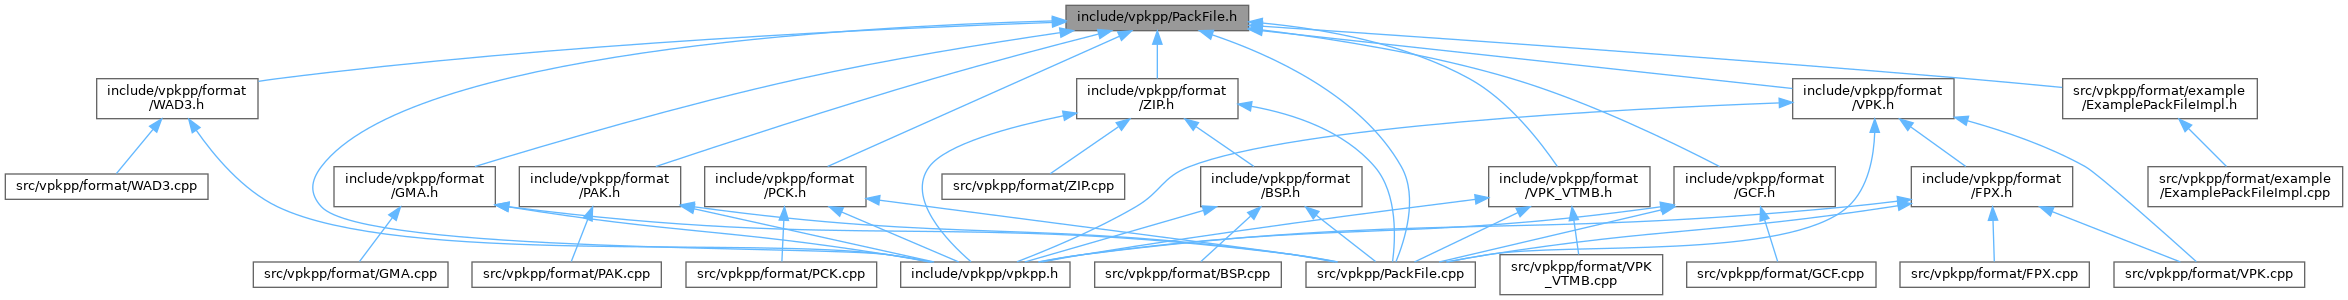 include/vpkpp/PackFile.h
include/vpkpp/format
/WAD3.h
include/vpkpp/format
/ZIP.h
include/vpkpp/format
/VPK.h
src/vpkpp/format/example
/ExamplePackFileImpl.h
src/vpkpp/format/WAD3.cpp
include/vpkpp/format
/GMA.h
include/vpkpp/format
/PAK.h
include/vpkpp/format
/PCK.h
src/vpkpp/format/ZIP.cpp
include/vpkpp/format
/BSP.h
include/vpkpp/format
/VPK_VTMB.h
include/vpkpp/format
/GCF.h
include/vpkpp/format
/FPX.h
src/vpkpp/format/example
/ExamplePackFileImpl.cpp
src/vpkpp/format/GMA.cpp
src/vpkpp/format/PAK.cpp
src/vpkpp/format/PCK.cpp
include/vpkpp/vpkpp.h
src/vpkpp/format/BSP.cpp
src/vpkpp/PackFile.cpp
src/vpkpp/format/VPK
_VTMB.cpp
src/vpkpp/format/GCF.cpp
src/vpkpp/format/FPX.cpp
src/vpkpp/format/VPK.cpp